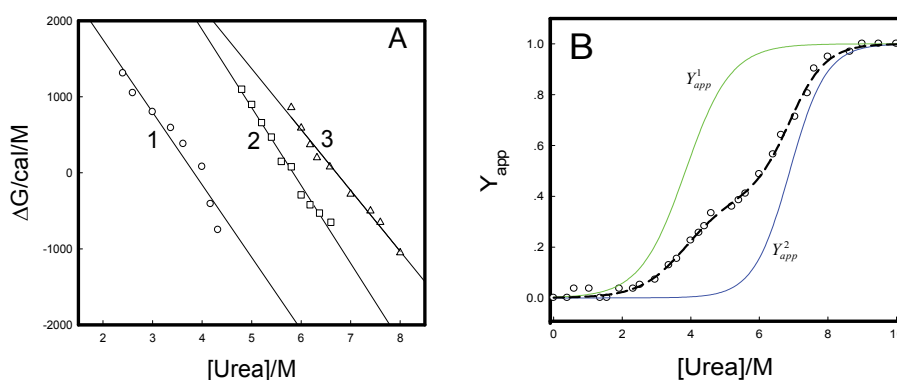 A
2000
1000
0
-1000
-2000
ΔG/cal/M
1
2
3
2 3 4 5 6 7 8
[Urea]/M
B
1.0
.8
.6
.4
.2
0.0
Y_app
Y^1_app
Y^2_app
0 2 4 6 8 10
[Urea]/M